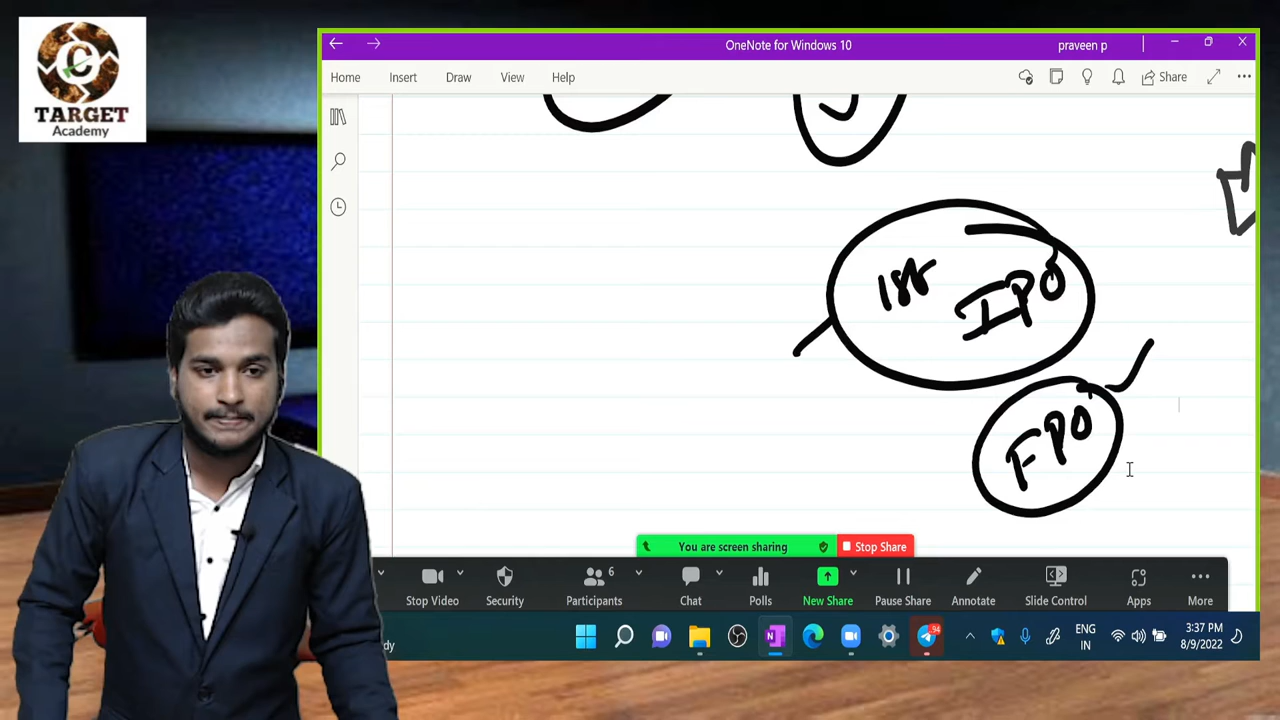 TARGET
Academy
OneNote for Windows 10
praveen p
Home Insert Draw View Help
Share
1st IPO
FPO
You are screen sharing
Stop Share
6
Stop Video Security Participants Chat Polls New Share Pause Share Annotate Slide Control Apps More
dy
94
ENG
IN
3:37 PM
8/9/2022